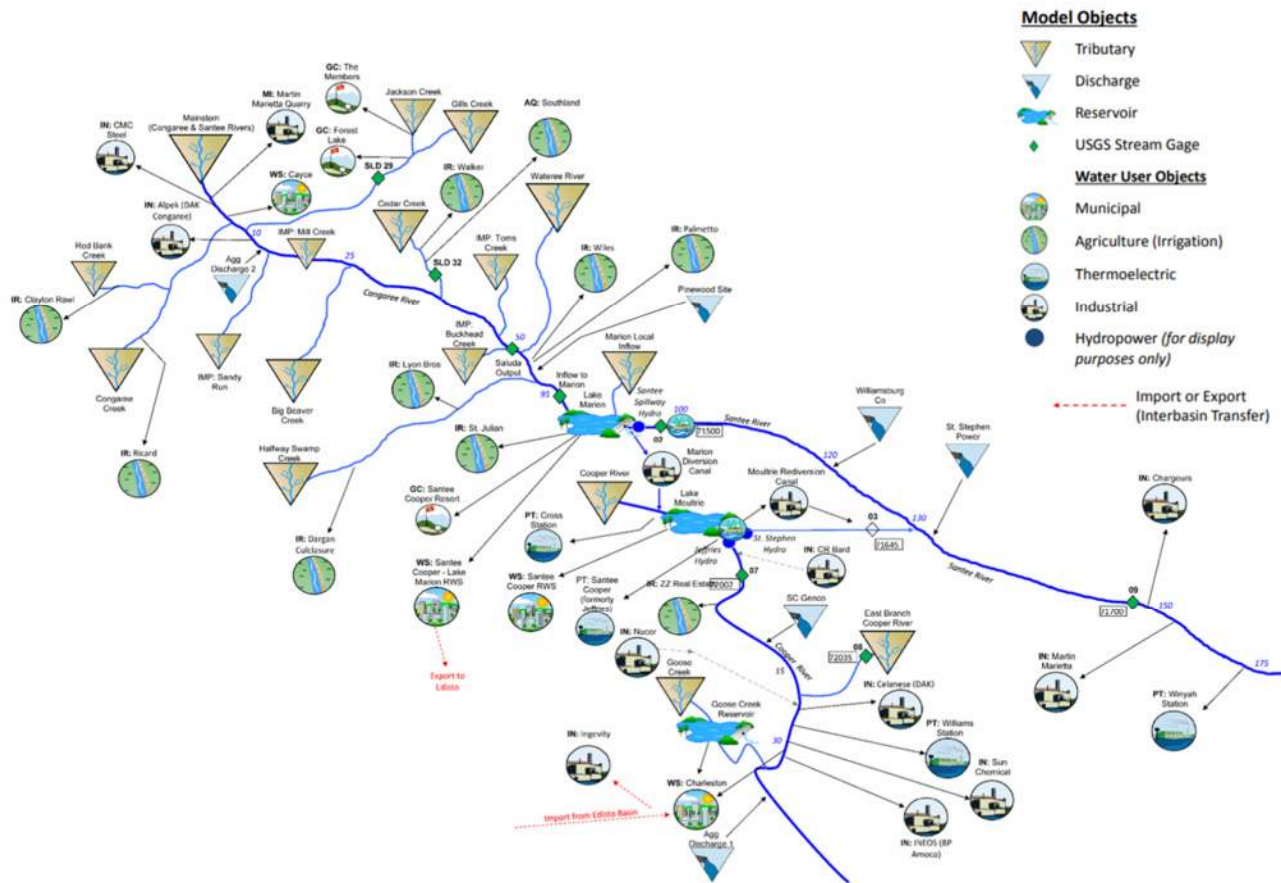 Model Objects
Tributary
Discharge
Reservoir
USGS Stream Gage
Water User Objects
Municipal
Agriculture (Irrigation)
Thermoelectric
Industrial
Hydropower (for display
purposes only)
Import or Export
(Interbasin Transfer)
GC: The
Members
Jackson Creek
Gills Creek
MI: Martin
Marietta Quarry
Mainstem
(Congaree & Santee Rivers)
IN: CMC
Steel
GC: Forest
Lake
AQ: Southland
SLD 29
WS: Cayce
IR: Walker
Wateree River
IN: Alpek (DAK
Congaree)
Cedar Creek
10
IMP: Mill Creek
IMP: Toms
Creek
IR: Wiles
IR: Palmetto
Red Bank
Creek
Agg
Discharge 2
25
SLD 32
Congaree River
Pinewood Site
IR: Clayton Rawl
IMP:
Buckhead
Creek
50
Saluda
Output
Marion Local
Inflow
IR: Lyon Bros
Congaree
Creek
IMP: Sandy
Run
Big Beaver
Creek
Inflow to
Marion
95
Lake
Marion
Santee
Spillway
Hydro
100
Santee River
02
71500
Williamsburg
Co
IR: Ricard
IR: St. Julian
Halfway Swamp
Creek
Marion
Diversion
Canal
120
St. Stephen
Power
GC: Santee
Cooper Resort
Cooper River
Lake
Moultrie
Moultrie Rediversion
Canal
IN: Chargeurs
PT: Cross
Station
03
71645
130
IR: Dargan
Culclasure
Jeffries
Hydro
St. Stephen
Hydro
IN: CR Bard
Santee River
WS: Santee
Cooper - Lake
Marion RWS
WS: Santee
Cooper RWS
PT: Santee
Cooper
(formerly
Jeffries)
IR: ZZ Real Estate
07
72002
SC Genco
09
71700
150
East Branch
Cooper River
IN: Nucor
08
72035
Cooper River
15
175
Export to
Edisto
Goose
Creek
IN: Martin
Marietta
IN: Celanese (DAK)
PT: Winyah
Station
Goose Creek
Reservoir
30
PT: Williams
Station
IN: Ingevity
IN: Sun
Chemical
WS: Charleston
Import from Edisto Basin
Agg
Discharge 1
IN: INEOS (BP
Amoco)